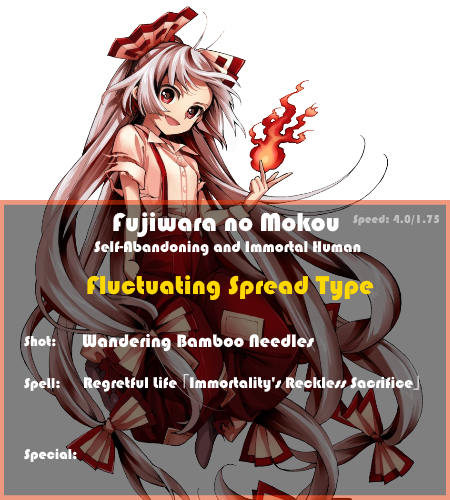 Fujiwara no Mokou
Speed: 4.0/1.75
Self-Abandoning and Immortal Human
Fluctuating Spread Type
Shot: Wandering Bamboo Needles
Spell: Regretful Life「Immortality's Reckless Sacrifice」
Special: